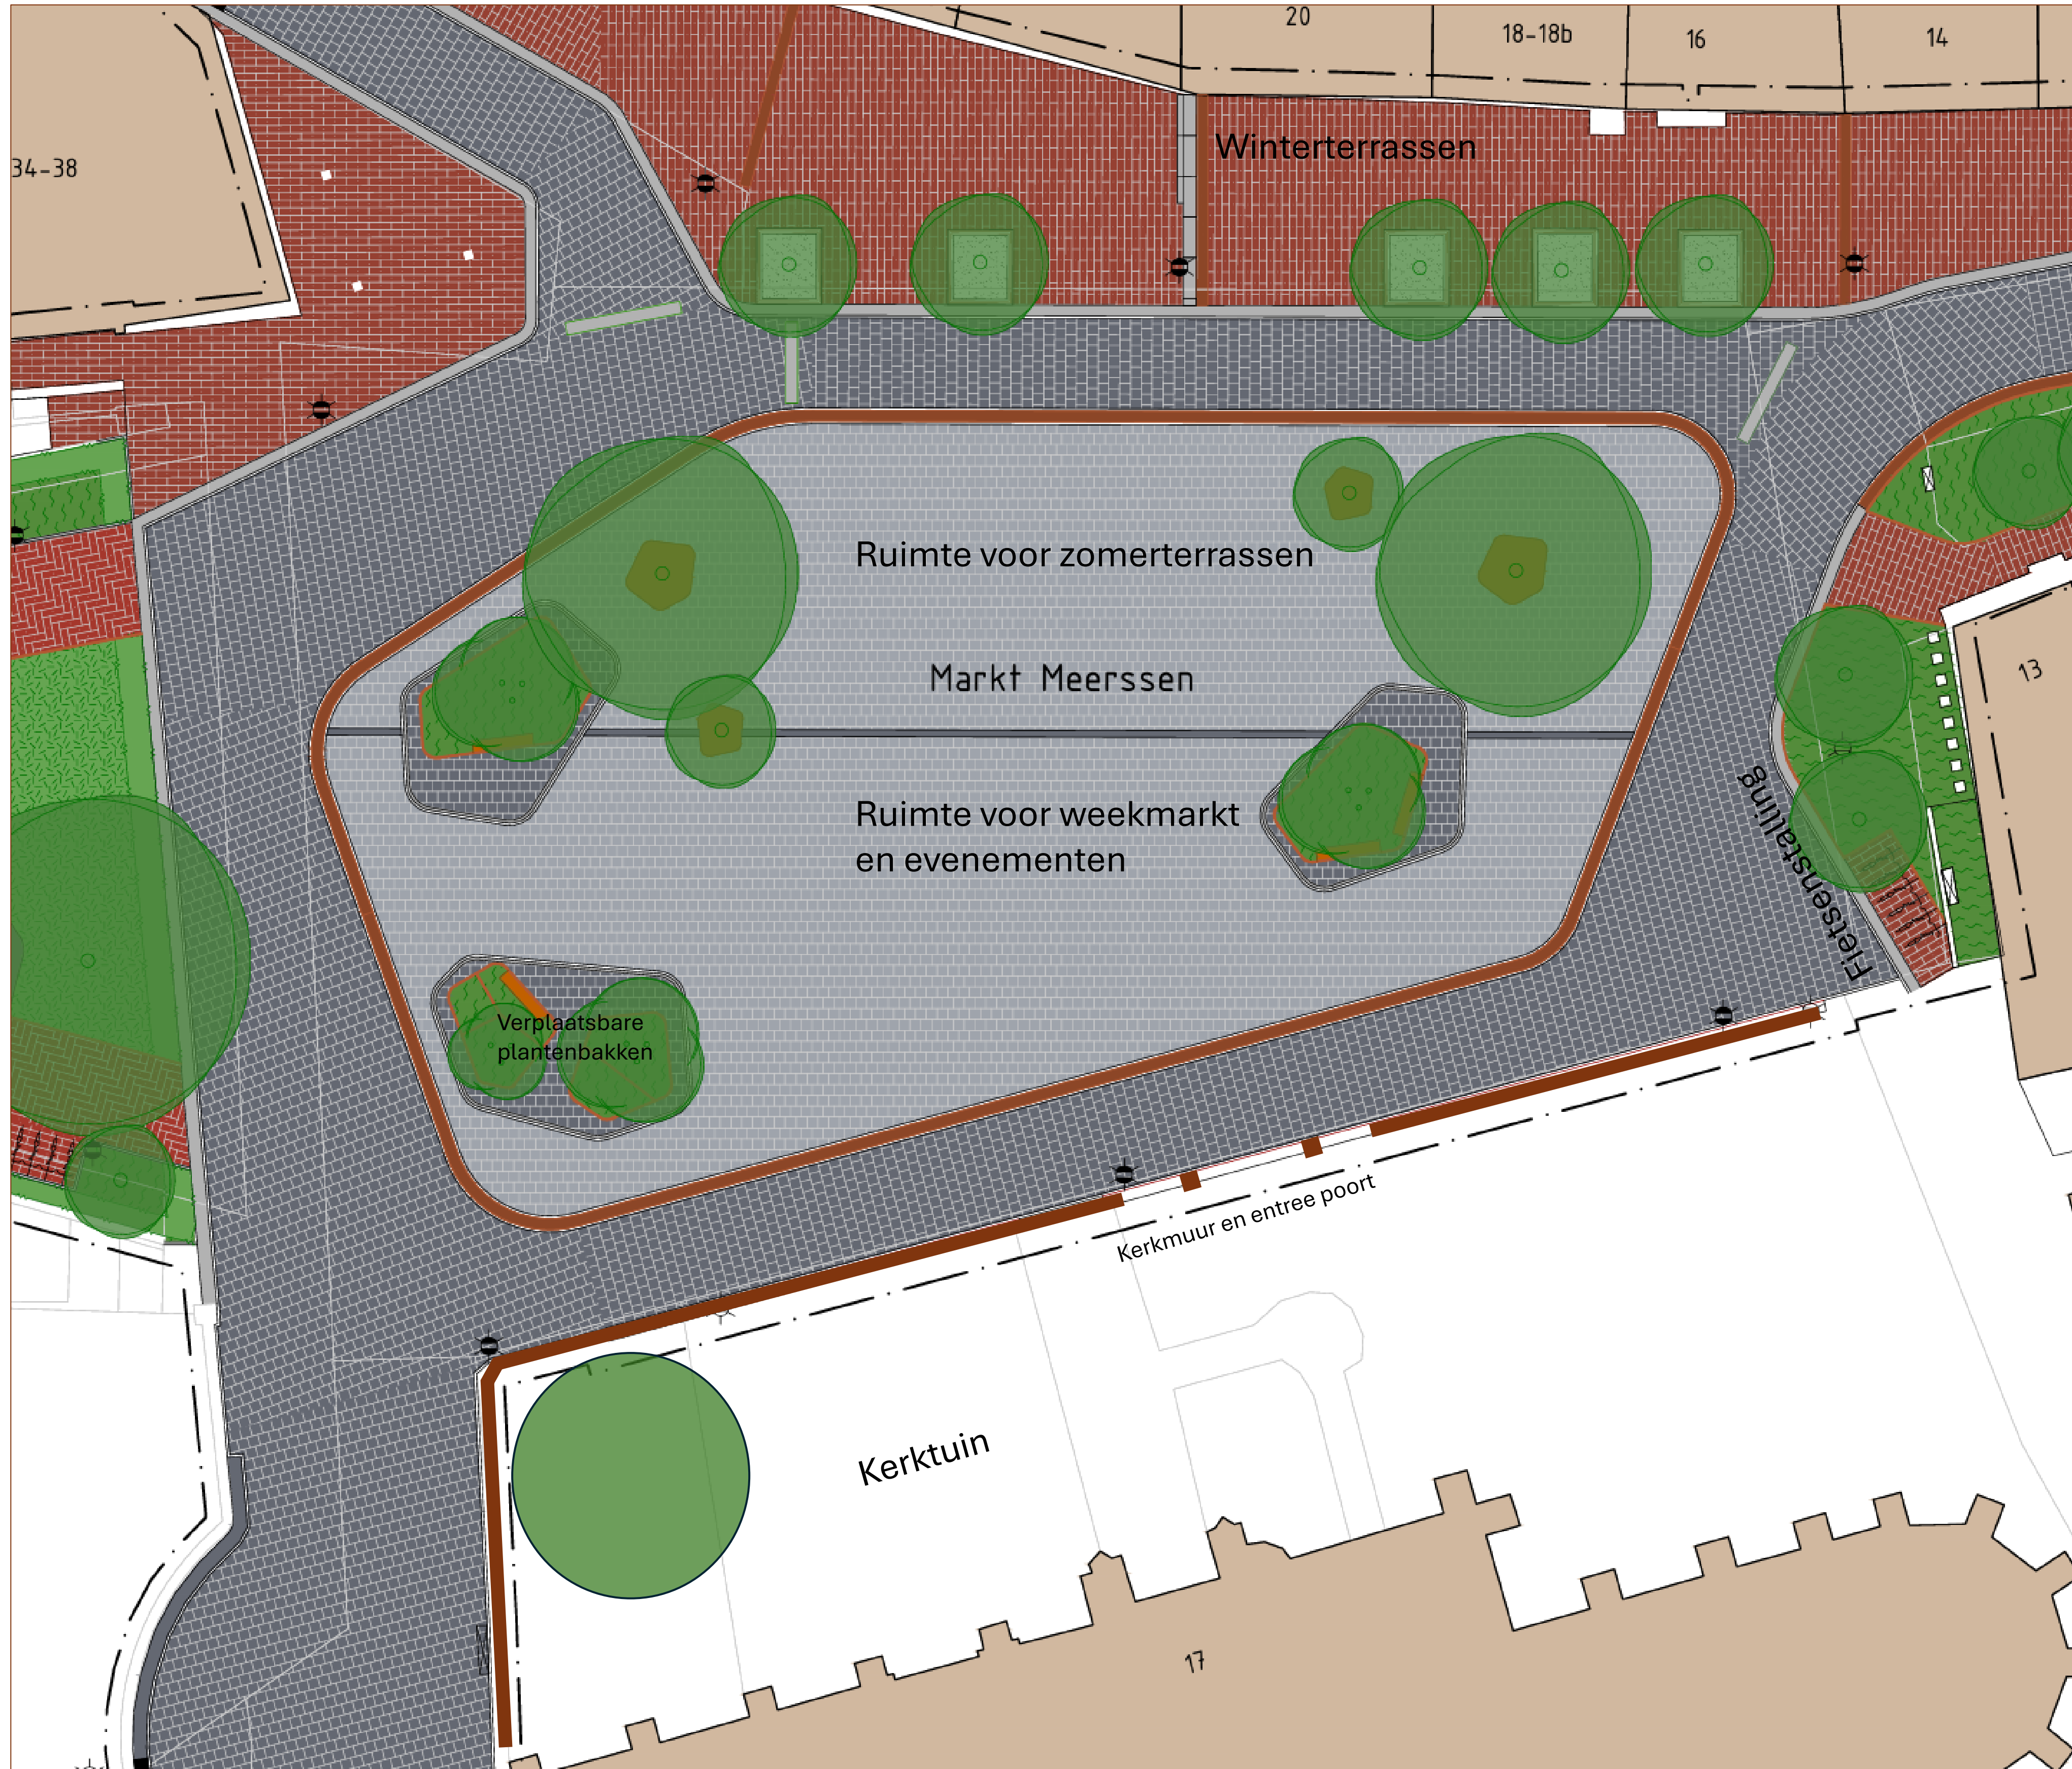 20
18-18b
16
14
34-38
Winterterrassen
Ruimte voor zomerterrassen
Markt Meerssen
13
Ruimte voor weekmarkt
en evenementen
Fietsenstalling
Verplaatsbare
plantenbakken
Kerkmuur en entree poort
Kerktuin
17